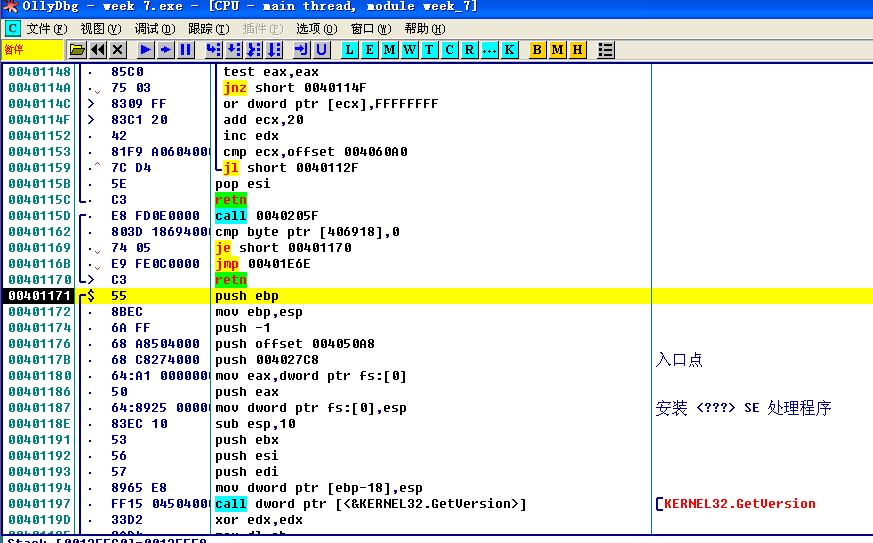 OllyDbg - week 7.exe - [CPU - main thread, module week_7]
C 文件(F) 视图(V) 调试(D) 跟踪(T) 插件(P) 选项(O) 窗口(W) 帮助(H)
暂停 L E M W T C R ... K B M H
00401148 . 85C0 test eax,eax
0040114A . 75 03 jnz short 0040114F
0040114C > 8309 FF or dword ptr [ecx],FFFFFFFF
0040114F > 83C1 20 add ecx,20
00401152 . 42 inc edx
00401153 . 81F9 A0604000 cmp ecx,offset 004060A0
00401159 .^ 7C D4 jl short 0040112F
0040115B . 5E pop esi
0040115C . C3 retn
0040115D . E8 FD0E0000 call 0040205F
00401162 . 803D 18694000 cmp byte ptr [406918],0
00401169 . 74 05 je short 00401170
0040116B . E9 FE0C0000 jmp 00401E6E
00401170 > C3 retn
00401171 $ 55 push ebp
00401172 . 8BEC mov ebp,esp
00401174 . 6A FF push -1
00401176 . 68 A8504000 push offset 004050A8
0040117B . 68 C8274000 push 004027C8 入口点
00401180 . 64:A1 0000000 mov eax,dword ptr fs:[0]
00401186 . 50 push eax
00401187 . 64:8925 00000 mov dword ptr fs:[0],esp 安装 <???> SE 处理程序
0040118E . 83EC 10 sub esp,10
00401191 . 53 push ebx
00401192 . 56 push esi
00401193 . 57 push edi
00401194 . 8965 E8 mov dword ptr [ebp-18],esp
00401197 . FF15 04504000 call dword ptr [<&KERNEL32.GetVersion>] [KERNEL32.GetVersion
0040119D . 33D2 xor edx,edx